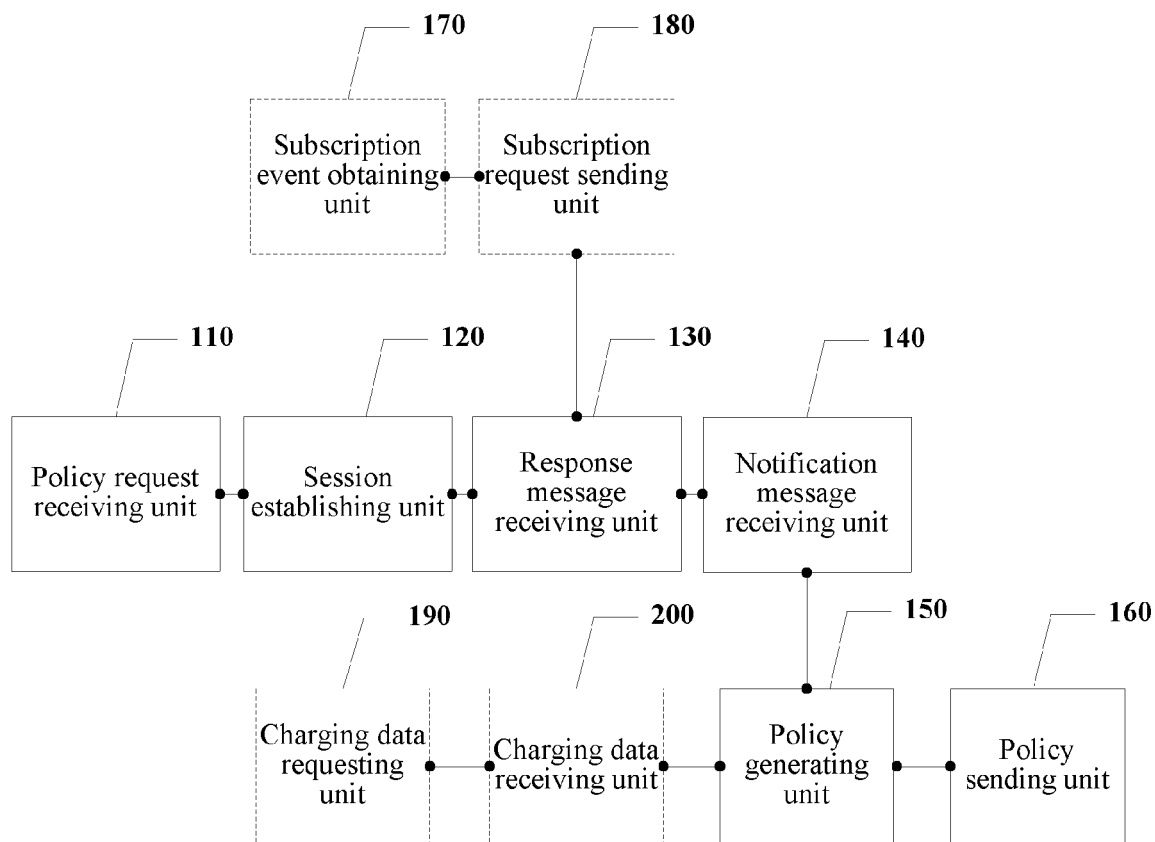 170
180
Subscription
event obtaining
unit
Subscription
request sending
unit
110
120
130
140
Policy request
receiving unit
Session
establishing unit
Response
message
receiving unit
Notification
message
receiving unit
190
200
150
160
Charging data
requesting
unit
Charging data
receiving unit
Policy
generating
unit
Policy
sending unit